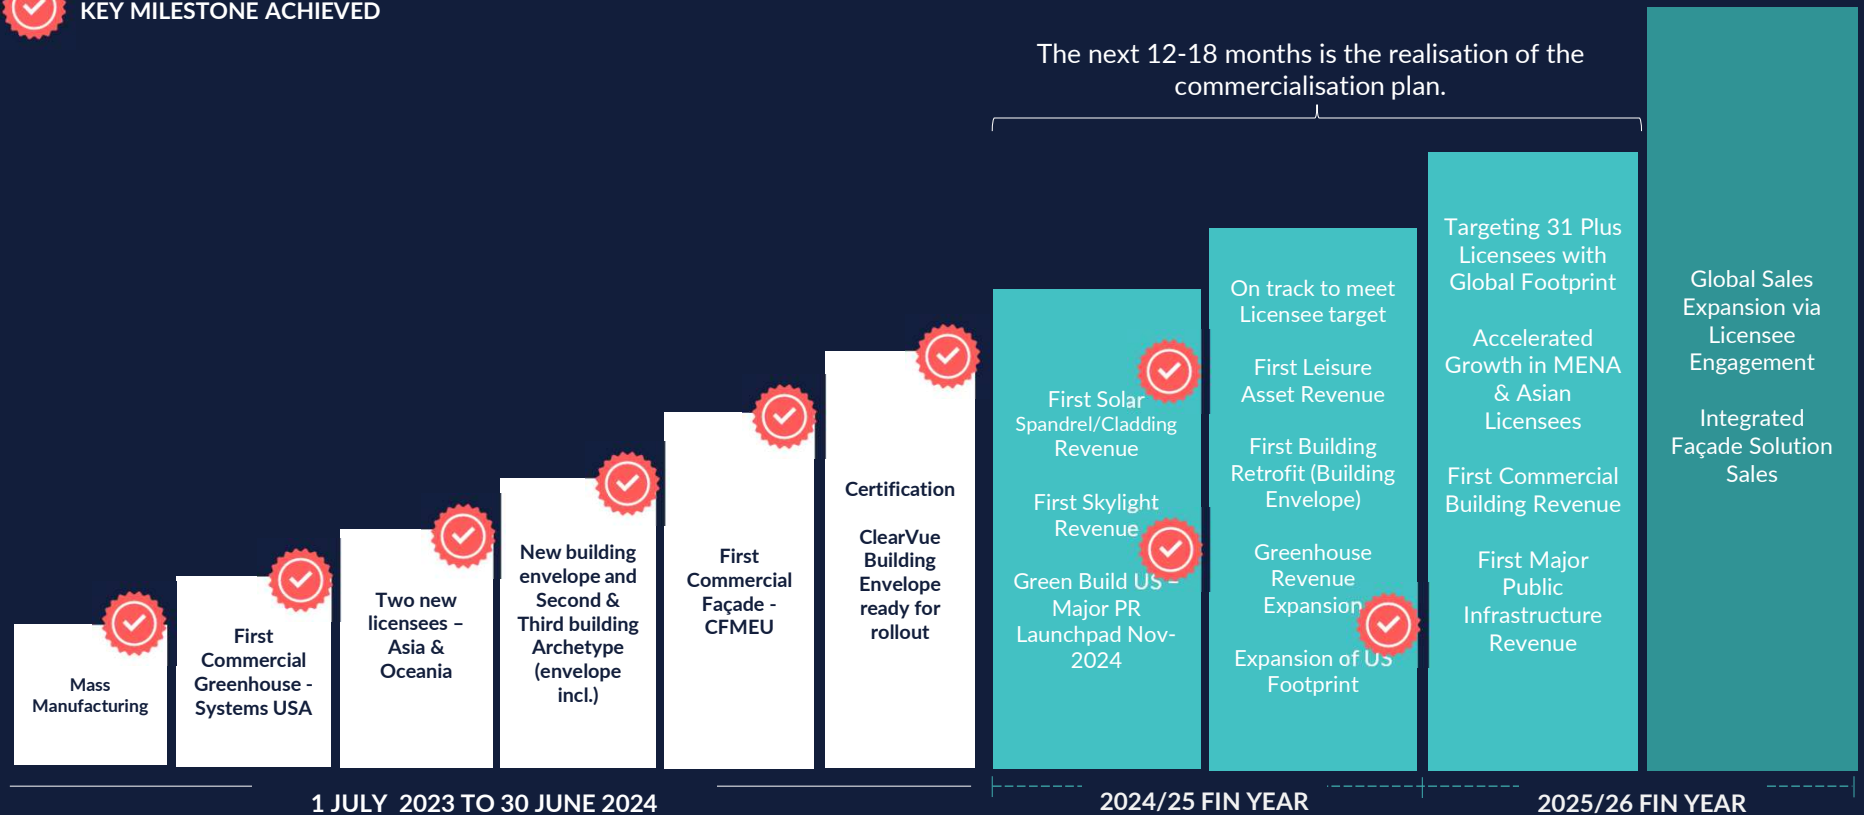 KEY MILESTONE ACHIEVED
The next 12-18 months is the realisation of the
commercialisation plan.
Mass
Manufacturing
First
Commercial
Greenhouse -
Systems USA
Two new
licensees –
Asia &
Oceania
New building
envelope and
Second &
Third building
Archetype
(envelope
incl.)
First
Commercial
Façade -
CFMEU
Certification
ClearVue
Building
Envelope
ready for
rollout
First Solar
Spandrel/Cladding
Revenue
First Skylight
Revenue
Green Build US –
Major PR
Launchpad Nov-
2024
On track to meet
Licensee target
First Leisure
Asset Revenue
First Building
Retrofit (Building
Envelope)
Greenhouse
Revenue
Expansion
Expansion of US
Footprint
Targeting 31 Plus
Licensees with
Global Footprint
Accelerated
Growth in MENA
& Asian
Licensees
First Commercial
Building Revenue
First Major
Public
Infrastructure
Revenue
Global Sales
Expansion via
Licensee
Engagement
Integrated
Façade Solution
Sales
1 JULY 2023 TO 30 JUNE 2024
2024/25 FIN YEAR
2025/26 FIN YEAR